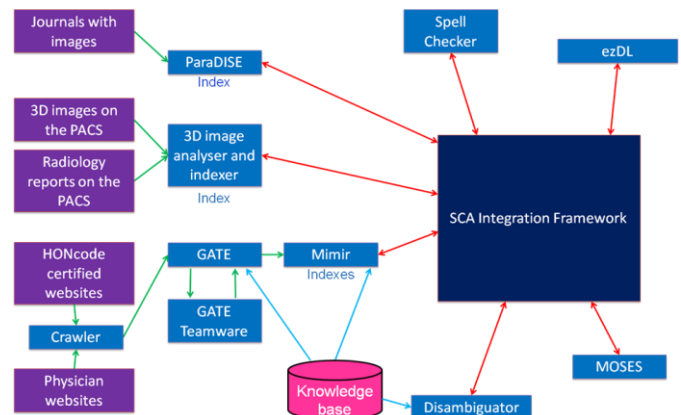 Journals with
images
ParaDISE
Index
Spell
Checker
ezDL
3D images on
the PACS
Radiology
reports on the
PACS
3D image
analyser and
indexer
Index
SCA Integration Framework
HONcode
certified
websites
Crawler
Physician
websites
GATE
GATE
Teamware
Mimir
Indexes
Knowledge
base
Disambiguator
MOSES